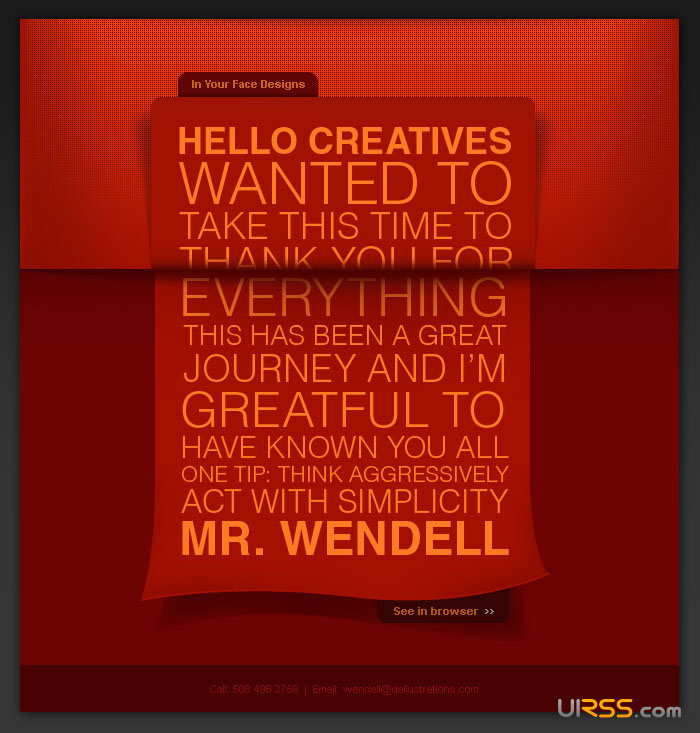 In Your Face Designs
HELLO CREATIVES
WANTED TO
TAKE THIS TIME TO
THANK YOU FOR
EVERYTHING
THIS HAS BEEN A GREAT
JOURNEY AND I'M
GREATFUL TO
HAVE KNOWN YOU ALL
ONE TIP: THINK AGGRESSIVELY
ACT WITH SIMPLICITY
MR. WENDELL
See in browser >>
Call: 508 496 2759 | Email: wendell@dellustrations.com
UIRSS.com